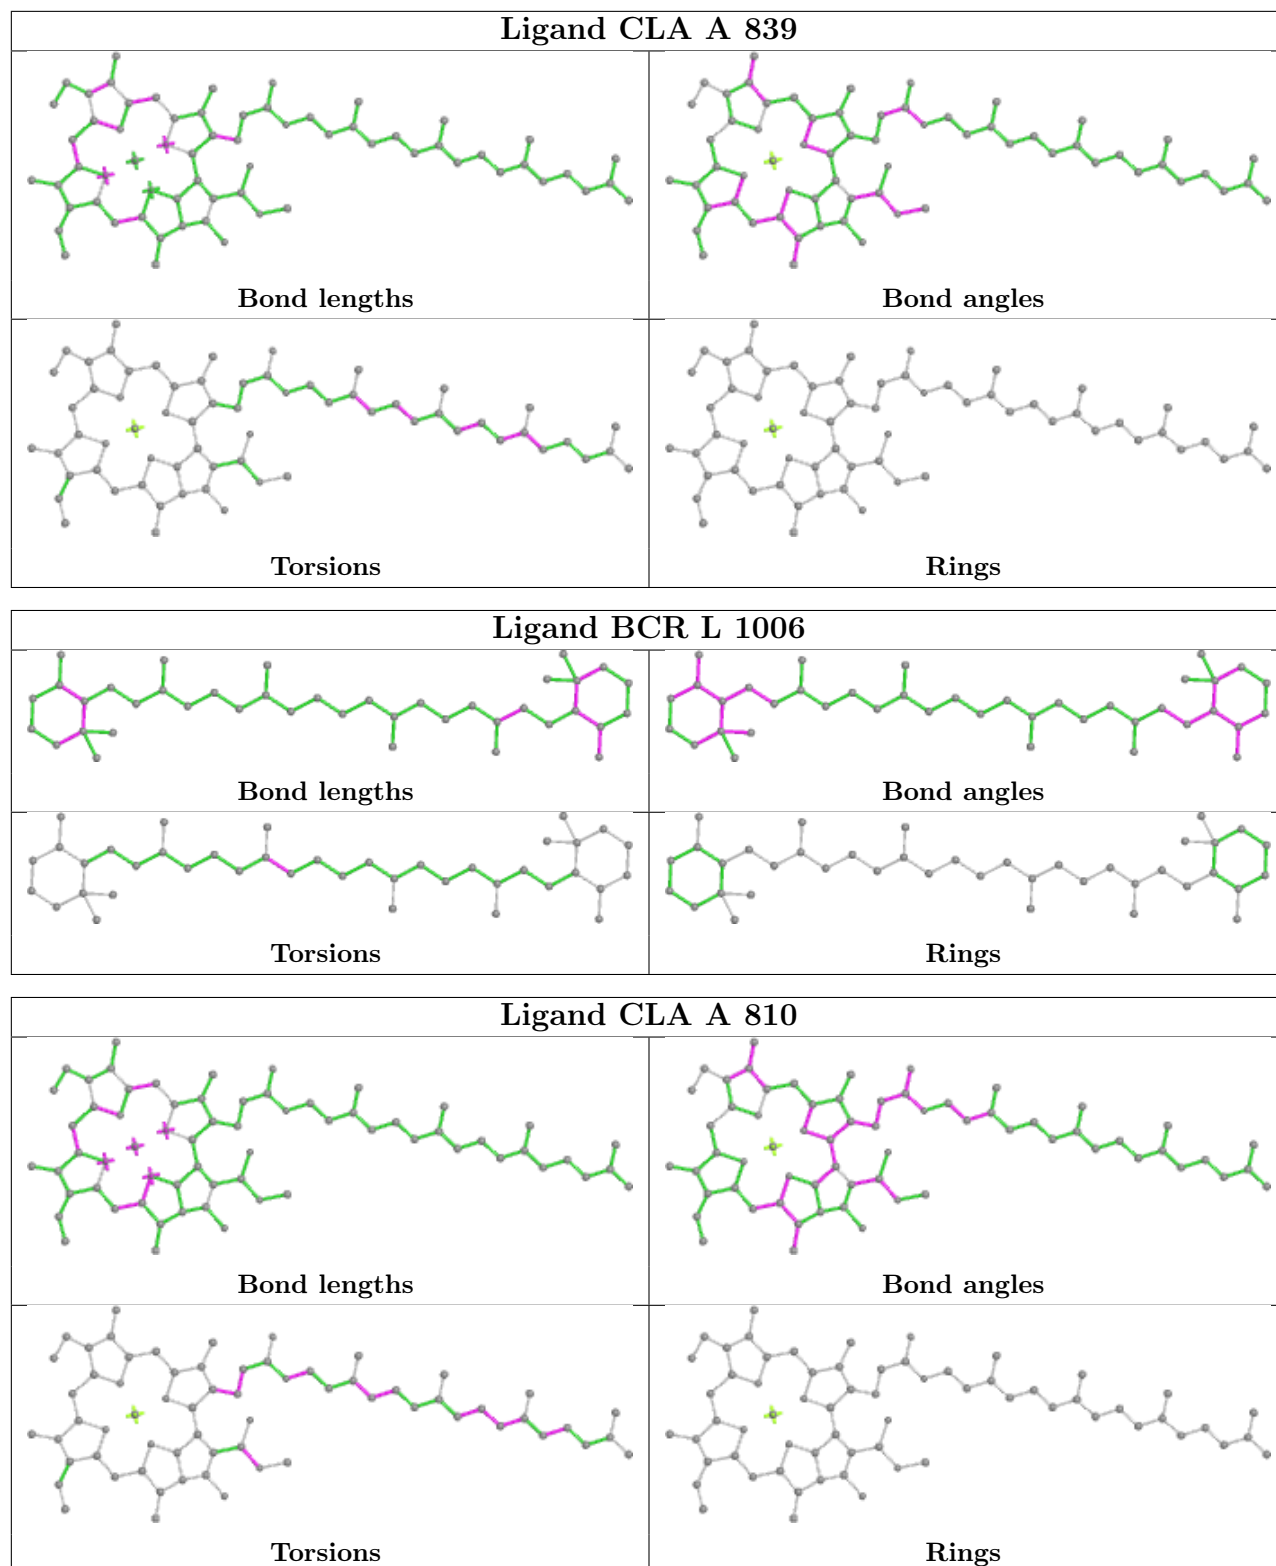 Ligand CLA A 839
Bond lengths
Bond angles
Torsions
Rings
Ligand BCR L 1006
Bond lengths
Bond angles
Torsions
Rings
Ligand CLA A 810
Bond lengths
Bond angles
Torsions
Rings